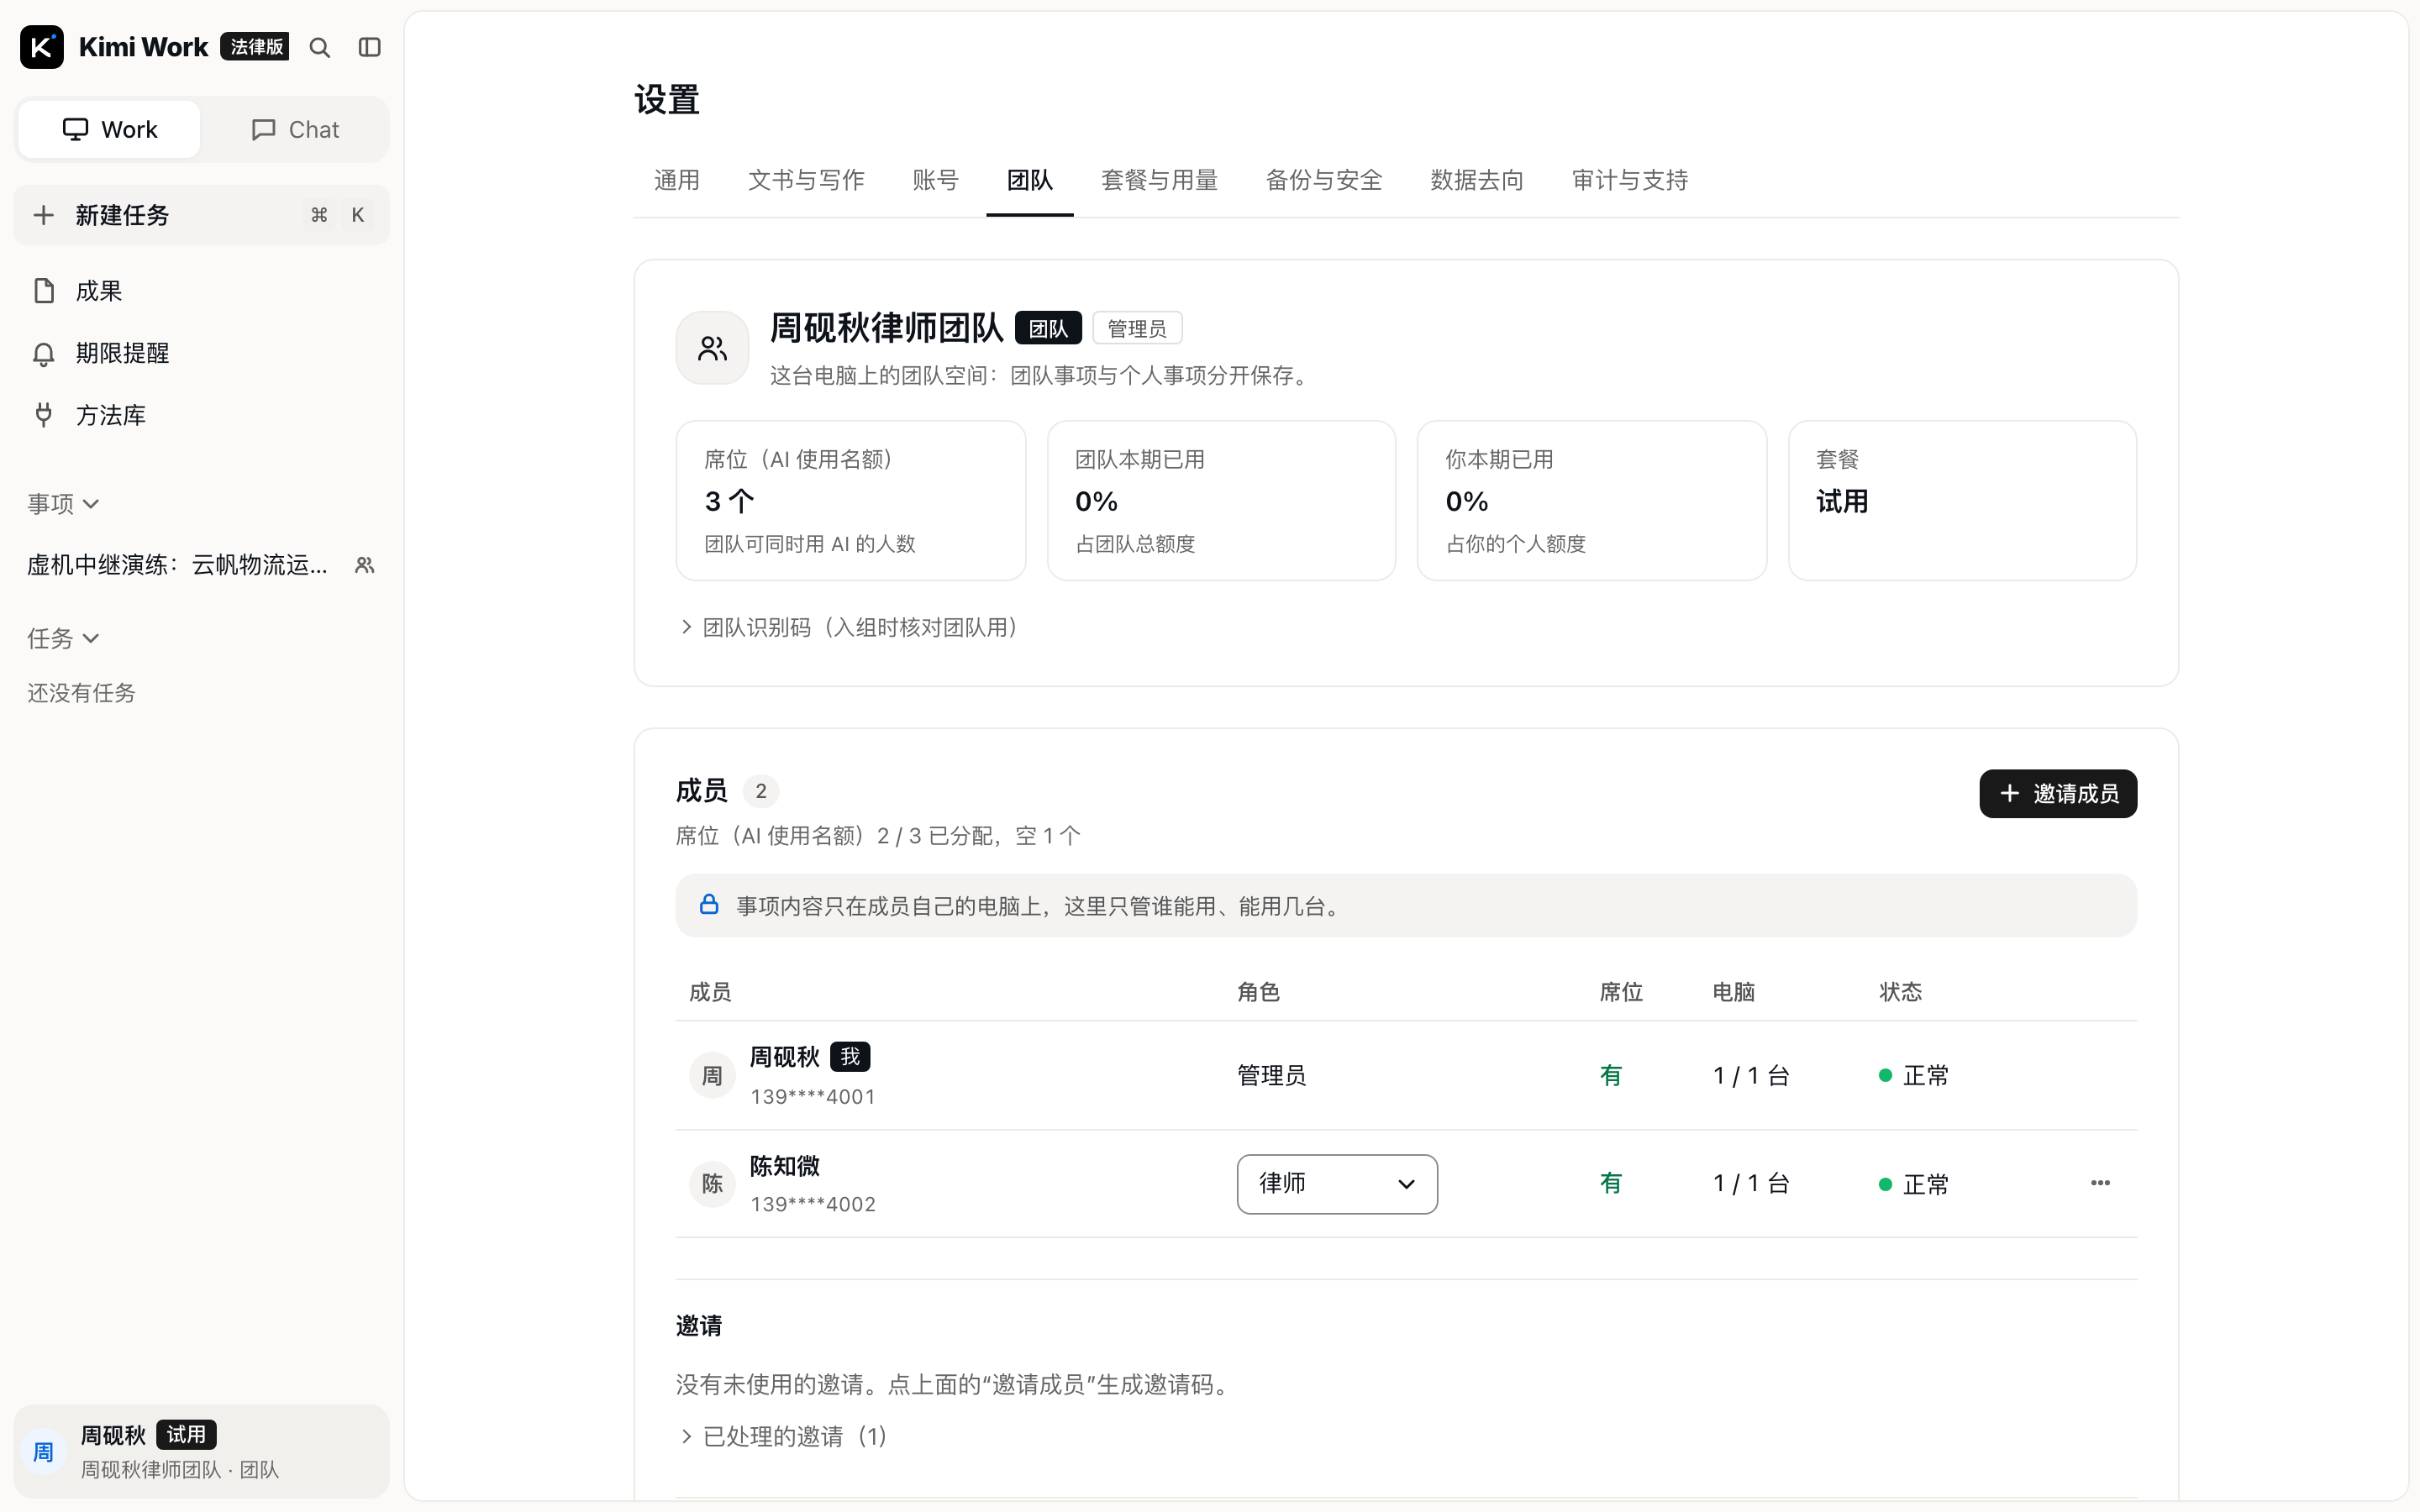 Kimi Work 法律版
Work
Chat
新建任务 ⌘ K
成果
期限提醒
方法库
事项
虚机中继演练：云帆物流运...
任务
还没有任务
周砚秋 试用
周砚秋律师团队 · 团队
设置
通用 文书与写作 账号 团队 套餐与用量 备份与安全 数据去向 审计与支持
周砚秋律师团队 团队 管理员
这台电脑上的团队空间：团队事项与个人事项分开保存。
席位（AI 使用名额）
3 个
团队可同时用 AI 的人数
团队本期已用
0%
占团队总额度
你本期已用
0%
占你的个人额度
套餐
试用
团队识别码（入组时核对团队用）
成员 2
邀请成员
席位（AI 使用名额）2 / 3 已分配，空 1 个
事项内容只在成员自己的电脑上，这里只管谁能用、能用几台。
成员 角色 席位 电脑 状态
周 周砚秋 我
139****4001
管理员 有 1 / 1 台 正常
陈 陈知微
139****4002
律师 有 1 / 1 台 正常
邀请
没有未使用的邀请。点上面的“邀请成员”生成邀请码。
已处理的邀请（1）
周